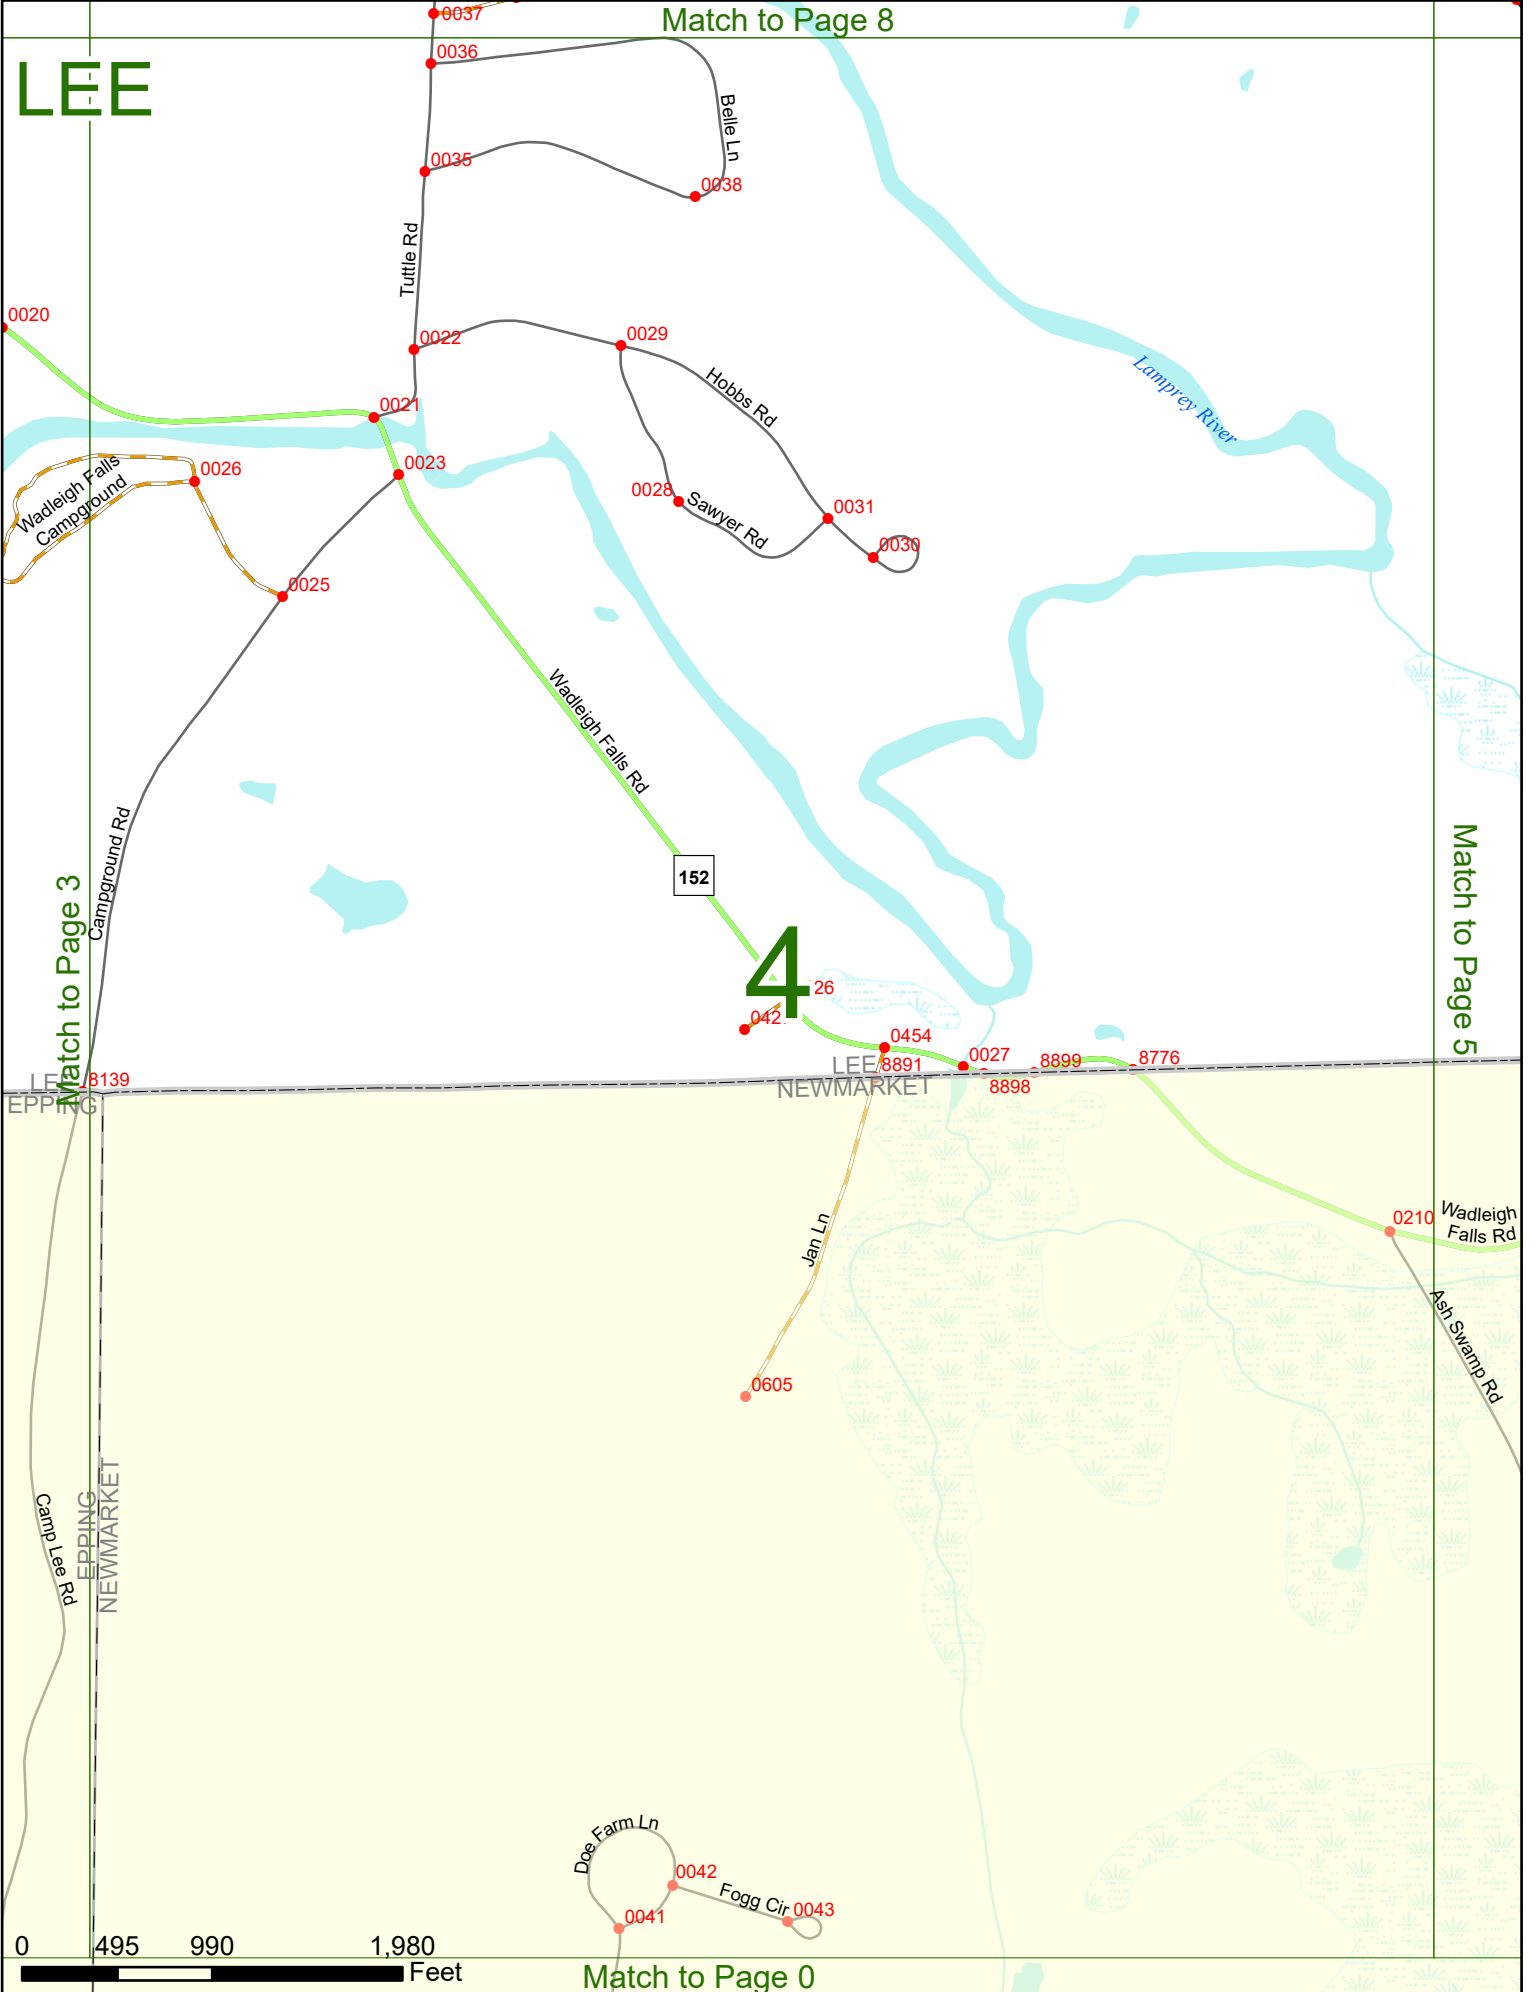 Match to Page 8
LEE
0037
0036
Belle Ln
0035
0038
Tuttle Rd
0020
0022
0029
Hobbs Rd
Lamprey River
0021
0023
0026
Wadleigh Falls
Campground
0028
Sawyer Rd
0031
0030
0025
Wadleigh Falls Rd
Campground Rd
152
Match to Page 3
Match to Page 5
4
26
042
0454
0027
8899
8776
8891
8898
LEE
NEWMARKET
8139
LEE
EPPING
Jan Ln
0210
Wadleigh
Falls Rd
Ash Swamp Rd
0605
Camp Lee Rd
EPPING
NEWMARKET
Doe Farm Ln
0042
Fogg Cir
0043
0041
0 495 990 1,980
Feet
Match to Page 0